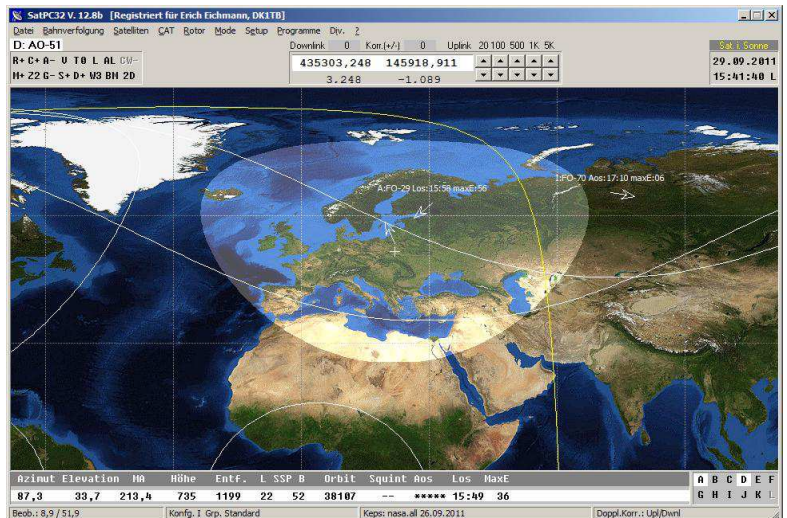 SatPC32 V. 12.8b [Registriert für Erich Eichmann, DK1TB]
Datei Bahnverfolgung Satelliten CAT Rotor Mode Setup Programme Div. ?
D: AO-51
Downlink 0 Korr.(+/-) 0 Uplink 20 100 500 1K 5K
Sat i. Sonne
R+ C+ A- V T0 L AL CW-
435303,248 145918,911
29.09.2011
M+ Z2 G- S+ D+ W3 BM 2D
3.248 -1.089
15:41:40 L
I:FO-70 Aos:17:10 maxE:06
A:FO-29 Los:15:58 maxE:56
Azimut Elevation MA Höhe Entf. L SSP B Orbit Squint Aos Los MaxE
A B C D E F
87,3 33,7 213,4 735 1199 22 52 38107 -- ***** 15:49 36
G H I J K L
Beob.: 8,9 / 51,9 Konfg. I Grp. Standard Keps: nasa.all 26.09.2011 Doppl.Korr.: Upl/Dwnl